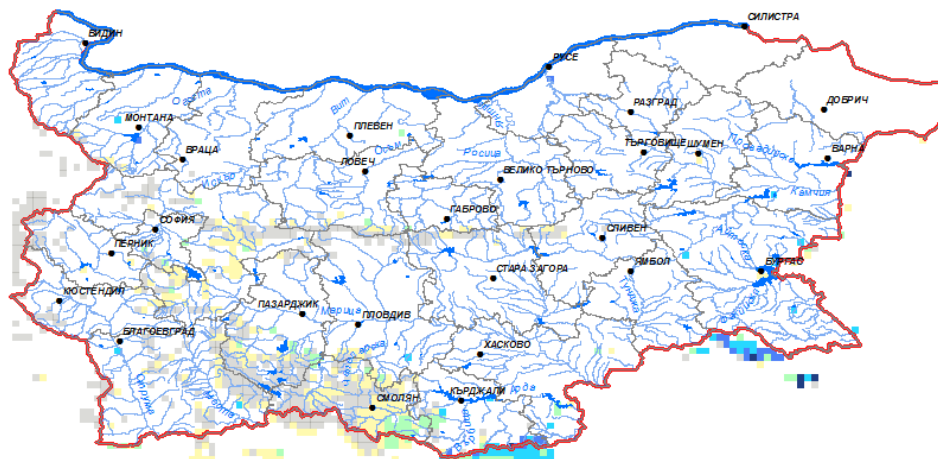 СИЛИСТРА
ВИДИН
РУСЕ
Огоста
Вит
РАЗГРАД
ДОБРИЧ
МОНТАНА
ПЛЕВЕН
Осъм
Росица
ТЪРГОВИЩЕ
ШУМЕН
ВРАЦА
ЛОВЕЧ
ВАРНА
Искър
ВЕЛИКО ТЪРНОВО
Камчия
СОФИЯ
ГАБРОВО
СЛИВЕН
ПЕРНИК
СТАРА ЗАГОРА
ЯМБОЛ
БУРГАС
КЮСТЕНДИЛ
ПАЗАРДЖИК
Марица
ПЛОВДИВ
Тунджа
БЛАГОЕВГРАД
ХАСКОВО
КЪРДЖАЛИ
Арда
СМОЛЯН
Струма
Места